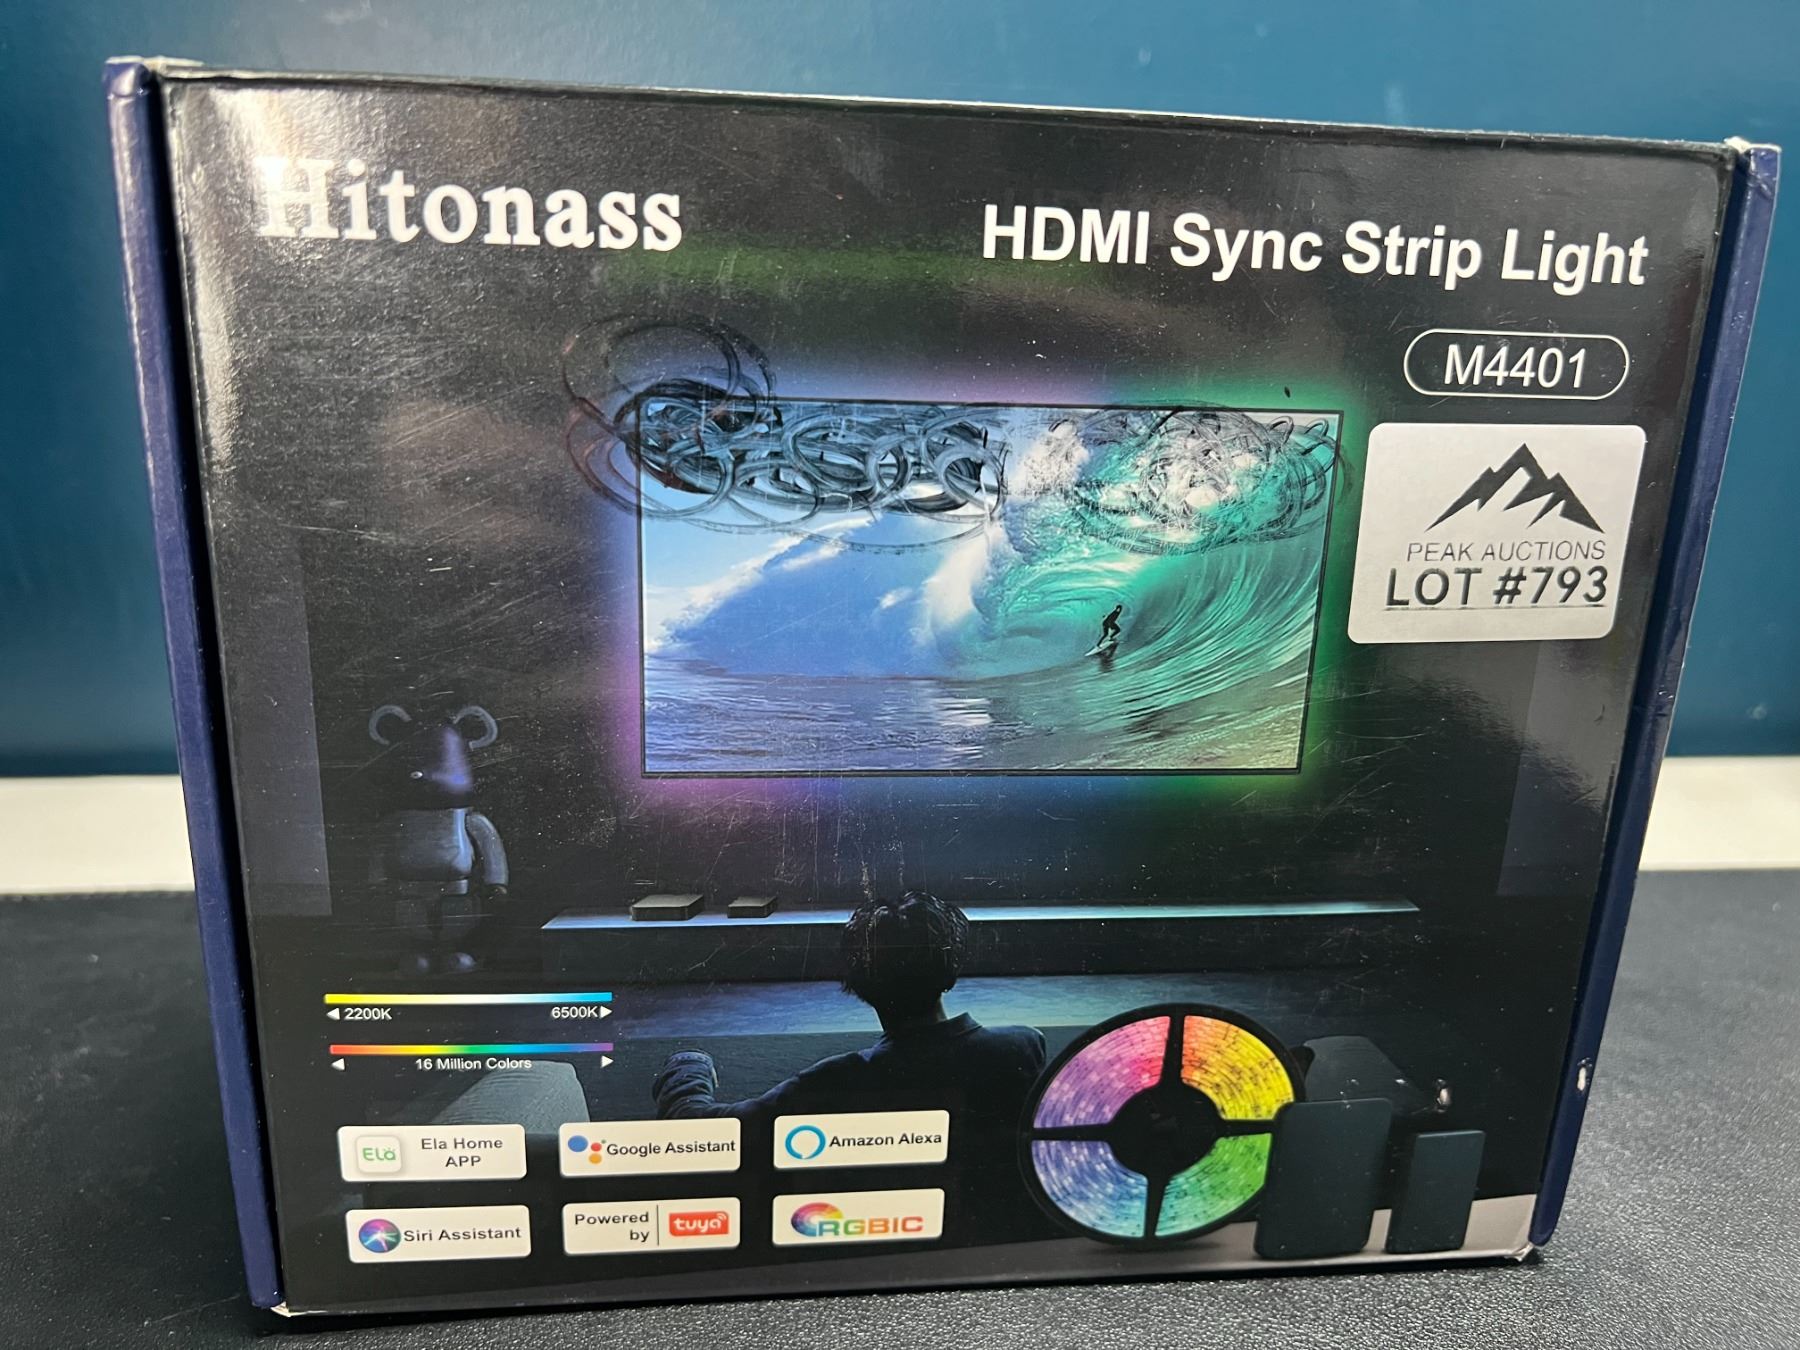 Hitonass
HDMI Sync Strip Light
M4401
PEAK AUCTIONS
LOT #793
2200K
6500K
16 Million Colors
Ela
Ela Home
APP
Google Assistant
Amazon Alexa
Siri Assistant
Powered
by
tuya
RGBIC